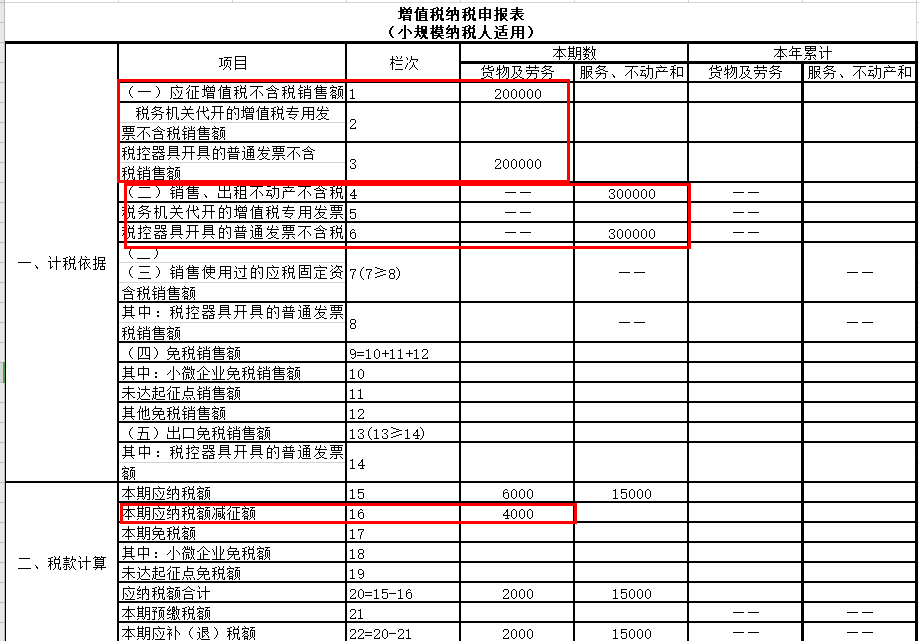 增值税纳税申报表
（小规模纳税人适用）
项目 栏次 本期数 本年累计
货物及劳务 服务、不动产和 货物及劳务 服务、不动产和
一、计税依据
（一）应征增值税不含税销售额 1 200000
税务机关代开的增值税专用发
票不含税销售额 2
税控器具开具的普通发票不含
税销售额 3 200000
（二）销售、出租不动产不含税 4 —— 300000 ——
税务机关代开的增值税专用发票 5 —— ——
税控器具开具的普通发票不含税 6 —— 300000 ——
（二）
（三）销售使用过的应税固定资
含税销售额 7(7≥8) —— ——
其中：税控器具开具的普通发票
税销售额 8 —— ——
（四）免税销售额 9=10+11+12
其中：小微企业免税销售额 10
未达起征点销售额 11
其他免税销售额 12
（五）出口免税销售额 13(13≥14)
其中：税控器具开具的普通发票
额 14
二、税款计算
本期应纳税额 15 6000 15000
本期应纳税额减征额 16 4000
本期免税额 17
其中：小微企业免税额 18
未达起征点免税额 19
应纳税额合计 20=15-16 2000 15000
本期预缴税额 21 —— ——
本期应补（退）税额 22=20-21 2000 15000 —— ——